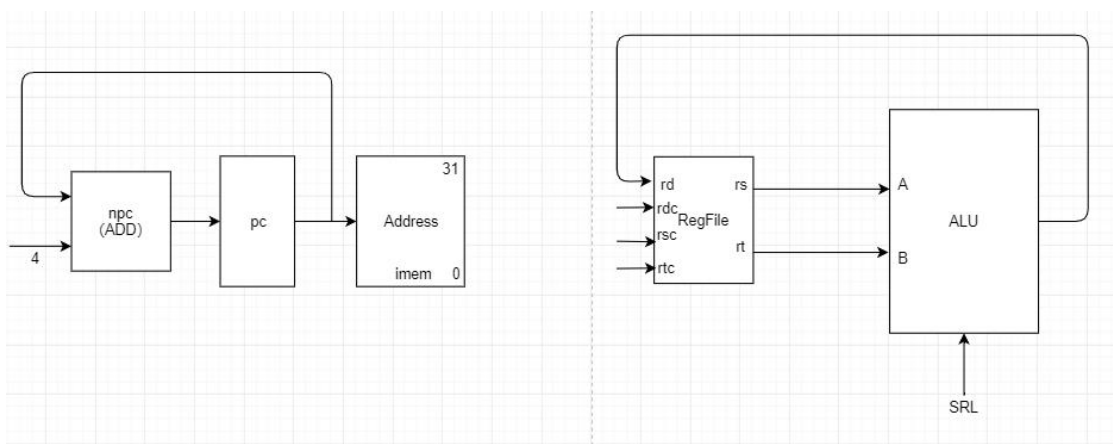 npc
(ADD)
4
pc
31
Address
imem 0
rd rs
rdc
RegFile
rsc
rt
rtc
A
ALU
B
SRL